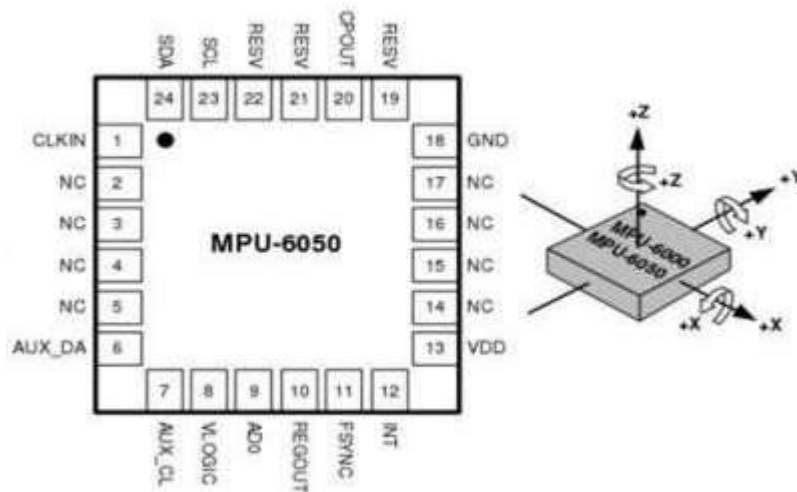 SDA SCL RESV RESV CPOUT RESV
24 23 22 21 20 19
CLKIN 1 18 GND
NC 2 17 NC
NC 3 16 NC
NC 4 15 NC
NC 5 14 NC
AUX_DA 6 13 VDD
MPU-6050
7 8 9 10 11 12
AUX_CL VLOGIC AD0 REGOUT FSYNC INT
+Z
+Z
+Y
+Y
MPU-6000
MPU-6050
+X
+X